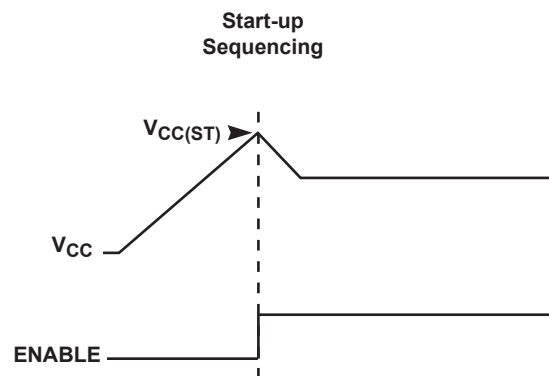 Start-up
Sequencing
VCC(ST)
VCC
ENABLE